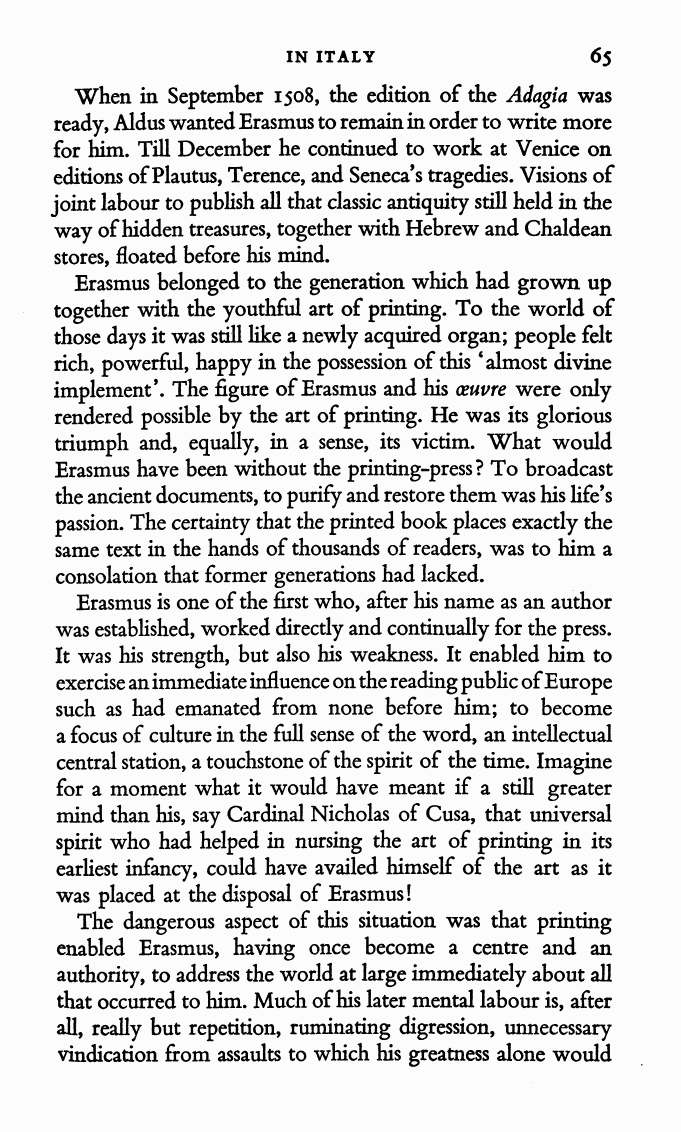 IN ITALY 65
When in September 1508, the edition of the Adagia was
ready, Aldus wanted Erasmus to remain in order to write more
for him. Till December he continued to work at Venice on
editions of Plautus, Terence, and Seneca's tragedies. Visions of
joint labour to publish all that classic antiquity still held in the
way of hidden treasures, together with Hebrew and Chaldean
stores, floated before his mind.
Erasmus belonged to the generation which had grown up
together with the youthful art of printing. To the world of
those days it was still like a newly acquired organ; people felt
rich, powerful, happy in the possession of this ‘almost divine
implement’. The figure of Erasmus and his œuvre were only
rendered possible by the art of printing. He was its glorious
triumph and, equally, in a sense, its victim. What would
Erasmus have been without the printing-press? To broadcast
the ancient documents, to purify and restore them was his life's
passion. The certainty that the printed book places exactly the
same text in the hands of thousands of readers, was to him a
consolation that former generations had lacked.
Erasmus is one of the first who, after his name as an author
was established, worked directly and continually for the press.
It was his strength, but also his weakness. It enabled him to
exercise an immediate influence on the reading public of Europe
such as had emanated from none before him; to become
a focus of culture in the full sense of the word, an intellectual
central station, a touchstone of the spirit of the time. Imagine
for a moment what it would have meant if a still greater
mind than his, say Cardinal Nicholas of Cusa, that universal
spirit who had helped in nursing the art of printing in its
earliest infancy, could have availed himself of the art as it
was placed at the disposal of Erasmus!
The dangerous aspect of this situation was that printing
enabled Erasmus, having once become a centre and an
authority, to address the world at large immediately about all
that occurred to him. Much of his later mental labour is, after
all, really but repetition, ruminating digression, unnecessary
vindication from assaults to which his greatness alone would